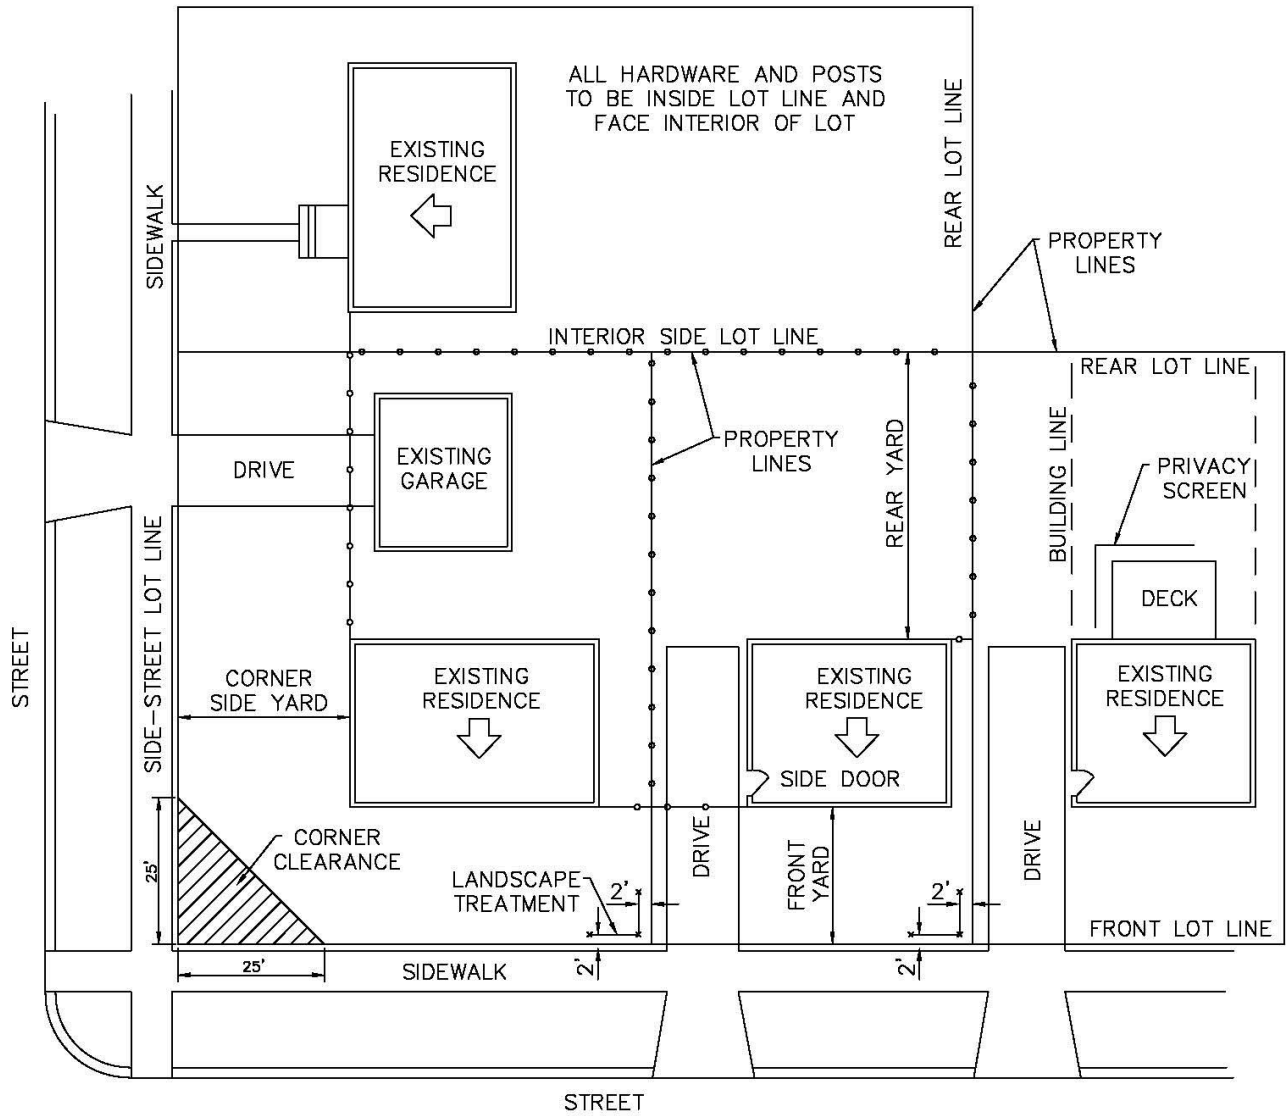 ALL HARDWARE AND POSTS
TO BE INSIDE LOT LINE AND
FACE INTERIOR OF LOT
REAR LOT LINE
EXISTING
RESIDENCE
SIDEWALK
PROPERTY
LINES
INTERIOR SIDE LOT LINE
REAR LOT LINE
BUILDING LINE
PROPERTY
LINES
REAR YARD
PRIVACY
SCREEN
DRIVE
EXISTING
GARAGE
SIDE-STREET LOT LINE
DECK
STREET
CORNER
SIDE YARD
EXISTING
RESIDENCE
EXISTING
RESIDENCE
EXISTING
RESIDENCE
SIDE DOOR
25'
CORNER
CLEARANCE
LANDSCAPE
TREATMENT
2'
DRIVE
FRONT
YARD
2'
DRIVE
FRONT LOT LINE
25'
SIDEWALK
2'
2'
STREET